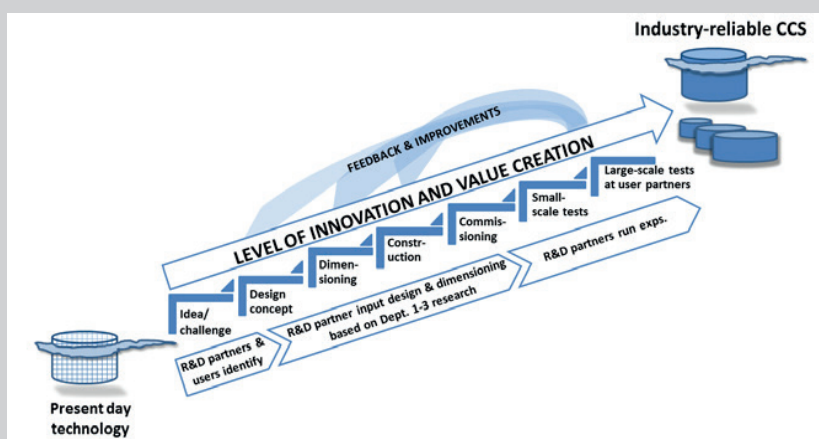 Industry-reliable CCS
FEEDBACK & IMPROVEMENTS
LEVEL OF INNOVATION AND VALUE CREATION
Idea/
challenge
Design
concept
Dimen-
sioning
Constr-
uction
Commis-
sioning
Small-
scale tests
Large-scale tests
at user partners
R&D partners &
users identify
R&D partner input design & dimensioning
based on Dept. 1-3 research
R&D partners run exps.
Present day
technology